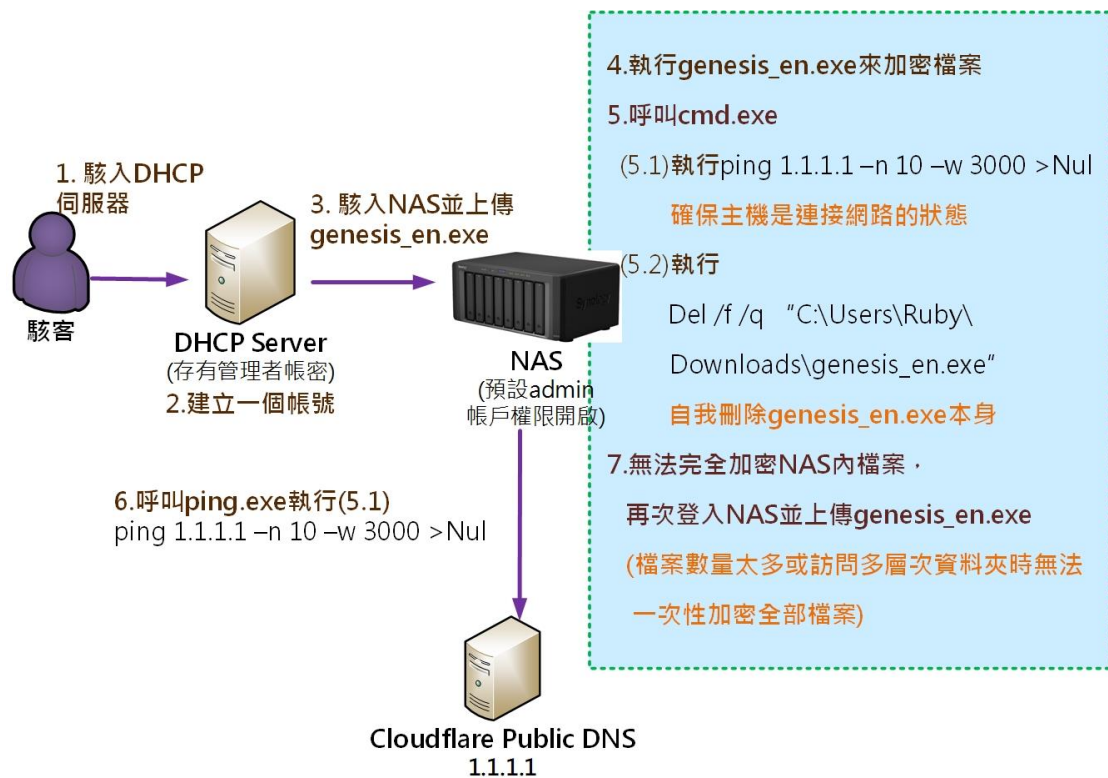 1. 駭入DHCP
伺服器
駭客
DHCP Server
(存有管理者帳密)
2.建立一個帳號
3. 駭入NAS並上傳
genesis_en.exe
NAS
(預設admin
帳戶權限開啟)
4.執行genesis_en.exe來加密檔案
5.呼叫cmd.exe
(5.1)執行ping 1.1.1.1 –n 10 –w 3000 >Nul
確保主機是連接網路的狀態
(5.2)執行
Del /f /q “C:\Users\Ruby\
Downloads\genesis_en.exe”
自我刪除genesis_en.exe本身
6.呼叫ping.exe執行(5.1)
ping 1.1.1.1 –n 10 –w 3000 >Nul
7.無法完全加密NAS內檔案，
再次登入NAS並上傳genesis_en.exe
(檔案數量太多或訪問多層次資料夾時無法
一次性加密全部檔案)
Cloudflare Public DNS
1.1.1.1